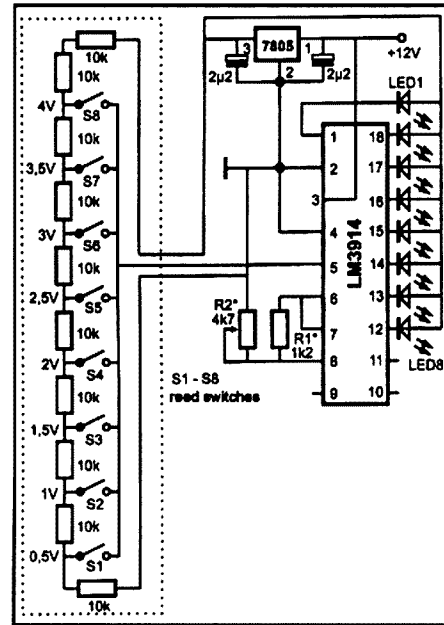 10k
3
7805
1
+12V
2µ2
2
2µ2
10k
LED1
4V
S8
10k
1
18
3,5V
S7
2
17
10k
3
16
3V
S6
4
15
10k
LM3914
2,5V
S5
5
14
10k
R2*
4k7
6
13
2V
S4
R1*
1k2
7
12
10k
8
11
LED8
S1 - S8
reed switches
1,5V
S3
9
10
10k
1V
S2
10k
0,5V
S1
10k